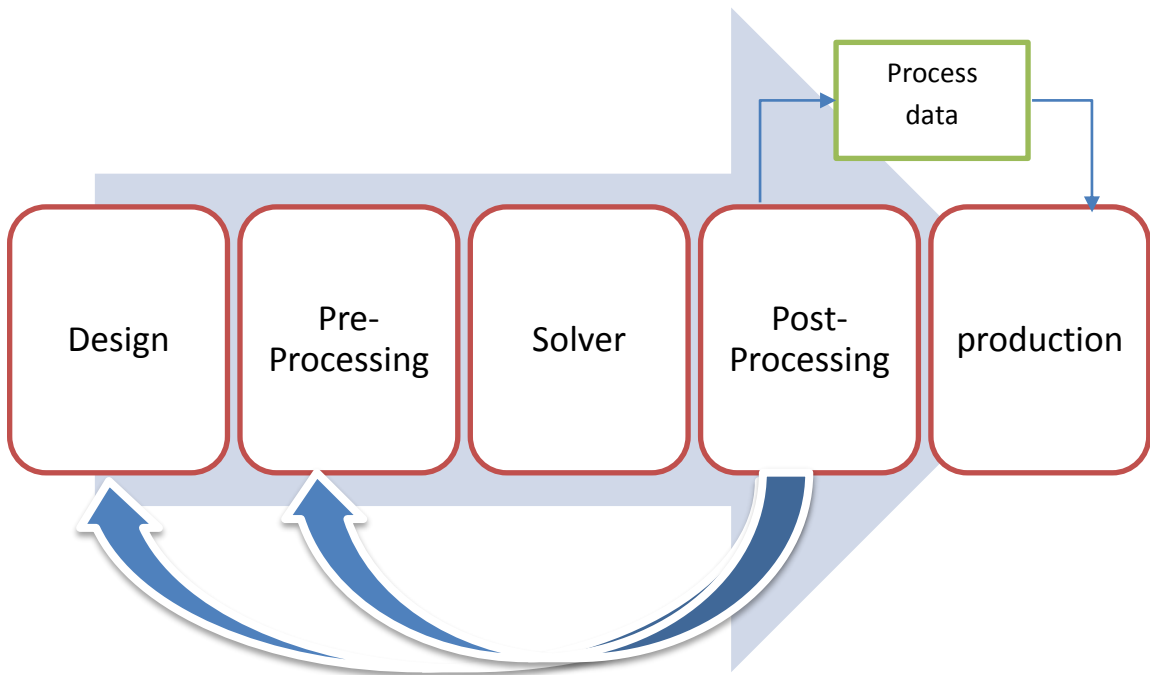 Process
data
Design
Pre-
Processing
Solver
Post-
Processing
production